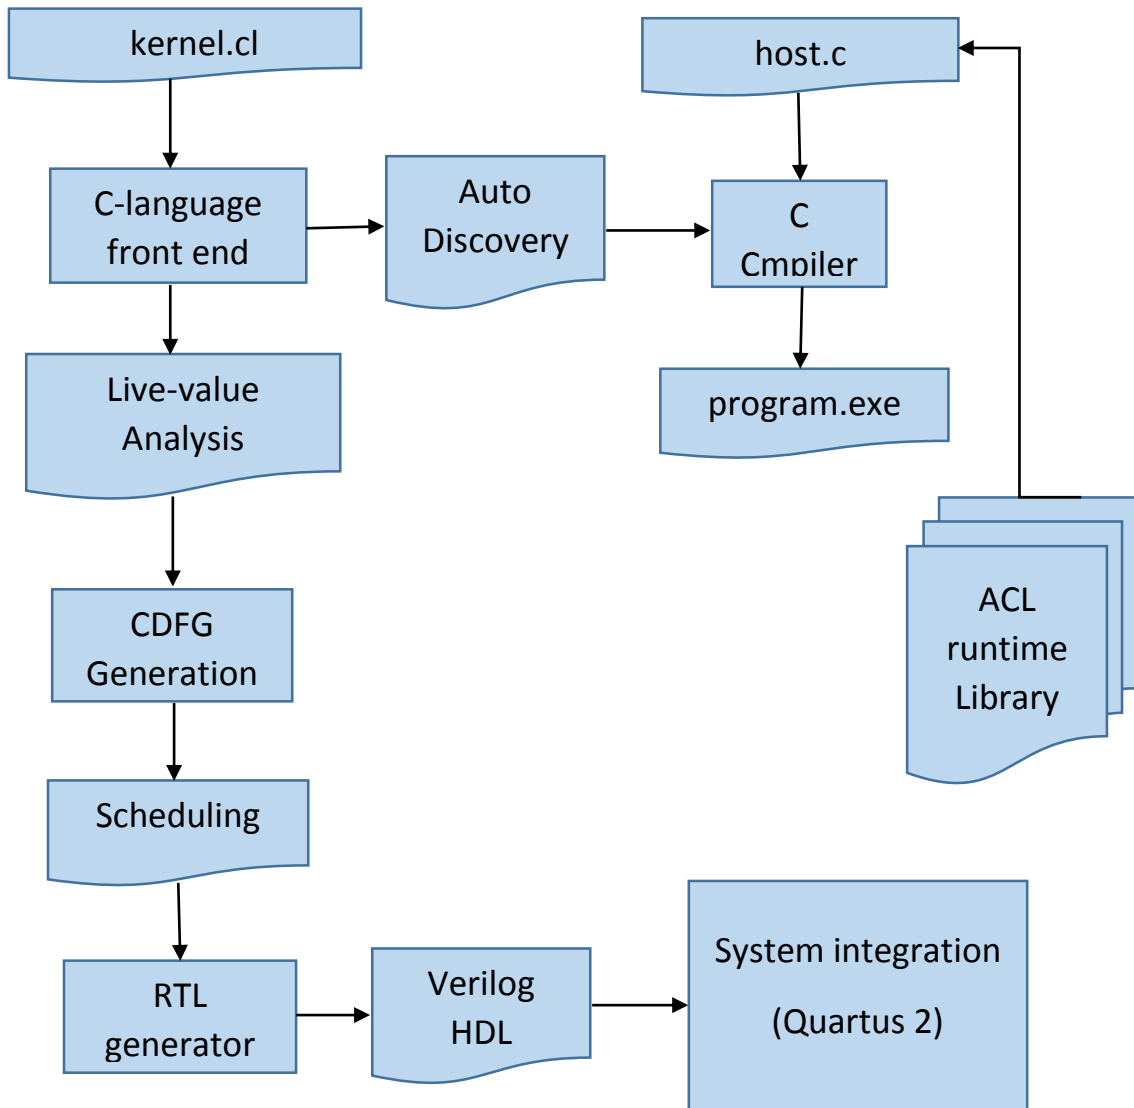 kernel.cl
host.c
C-language
front end
Auto
Discovery
C
Cmpiler
Live-value
Analysis
program.exe
CDFG
Generation
ACL
runtime
Library
Scheduling
System integration
(Quartus 2)
RTL
generator
Verilog
HDL